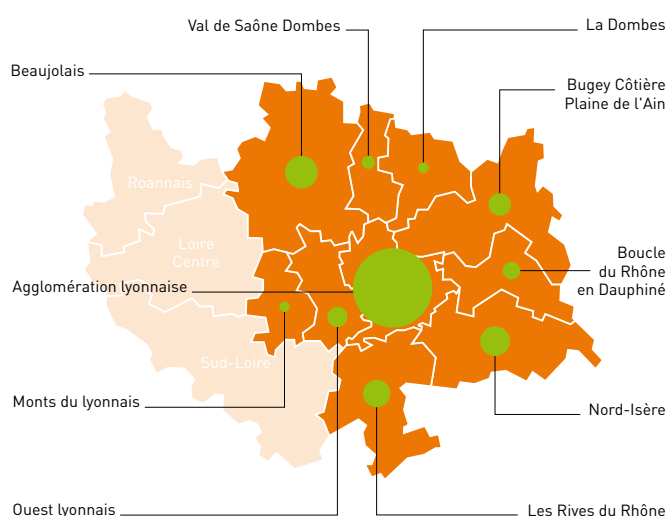 Val de Saône Dombes
La Dombes
Beaujolais
Bugey Côtière
Plaine de l'Ain
Roannais
Loire
Centre
Boucle
du Rhône
en Dauphiné
Agglomération lyonnaise
Sud-Loire
Monts du lyonnais
Nord-Isère
Ouest lyonnais
Les Rives du Rhône